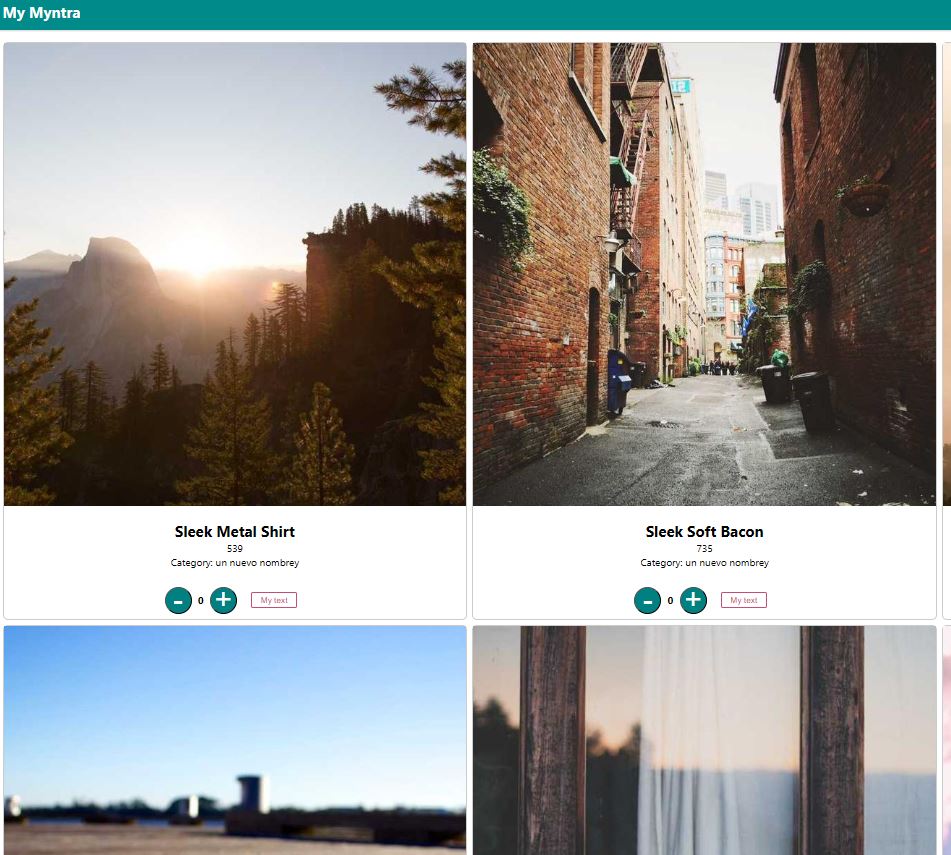 My Myntra
Sleek Metal Shirt
539
Category: un nuevo nombrey
- 0 + My text
Sleek Soft Bacon
735
Category: un nuevo nombrey
- 0 + My text